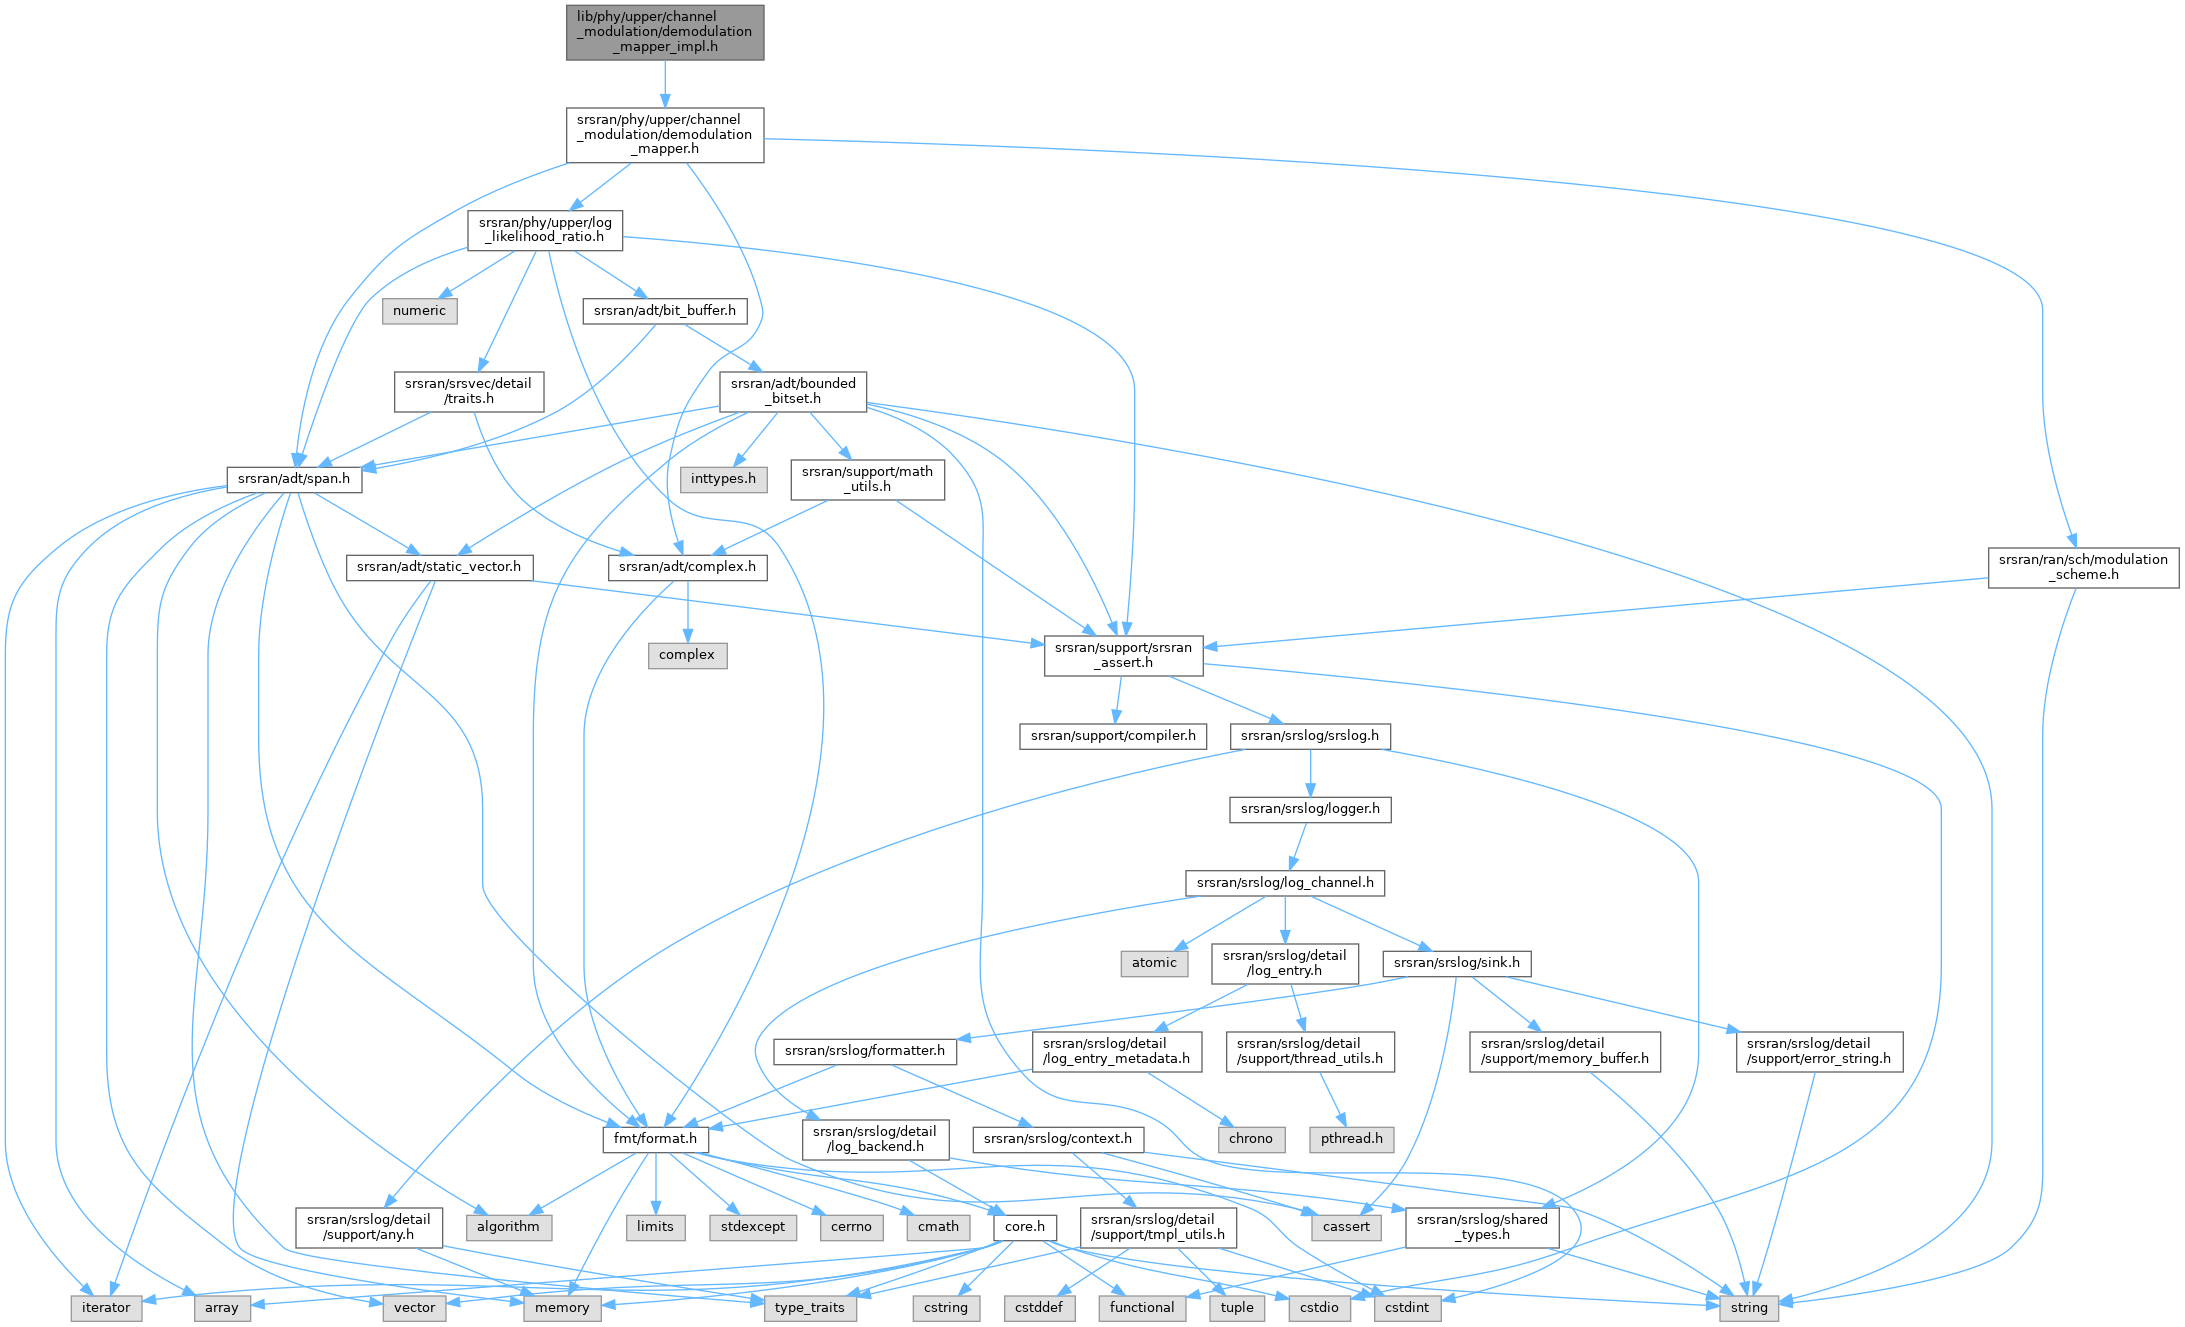 lib/phy/upper/channel
_modulation/demodulation
_mapper_impl.h
srsran/phy/upper/channel
_modulation/demodulation
_mapper.h
srsran/phy/upper/log
_likelihood_ratio.h
numeric
srsran/adt/bit_buffer.h
srsran/srsvec/detail
/traits.h
srsran/adt/bounded
_bitset.h
srsran/adt/span.h
inttypes.h
srsran/support/math
_utils.h
srsran/adt/static_vector.h
srsran/adt/complex.h
srsran/ran/sch/modulation
_scheme.h
complex
srsran/support/srsran
_assert.h
srsran/support/compiler.h
srsran/srslog/srslog.h
srsran/srslog/logger.h
srsran/srslog/log_channel.h
atomic
srsran/srslog/detail
/log_entry.h
srsran/srslog/sink.h
srsran/srslog/formatter.h
srsran/srslog/detail
/log_entry_metadata.h
srsran/srslog/detail
/support/thread_utils.h
srsran/srslog/detail
/support/memory_buffer.h
srsran/srslog/detail
/support/error_string.h
fmt/format.h
srsran/srslog/detail
/log_backend.h
srsran/srslog/context.h
chrono
pthread.h
srsran/srslog/detail
/support/any.h
algorithm
limits
stdexcept
cerrno
cmath
core.h
srsran/srslog/detail
/support/tmpl_utils.h
cassert
srsran/srslog/shared
_types.h
iterator
array
vector
memory
type_traits
cstring
cstddef
functional
tuple
cstdio
cstdint
string